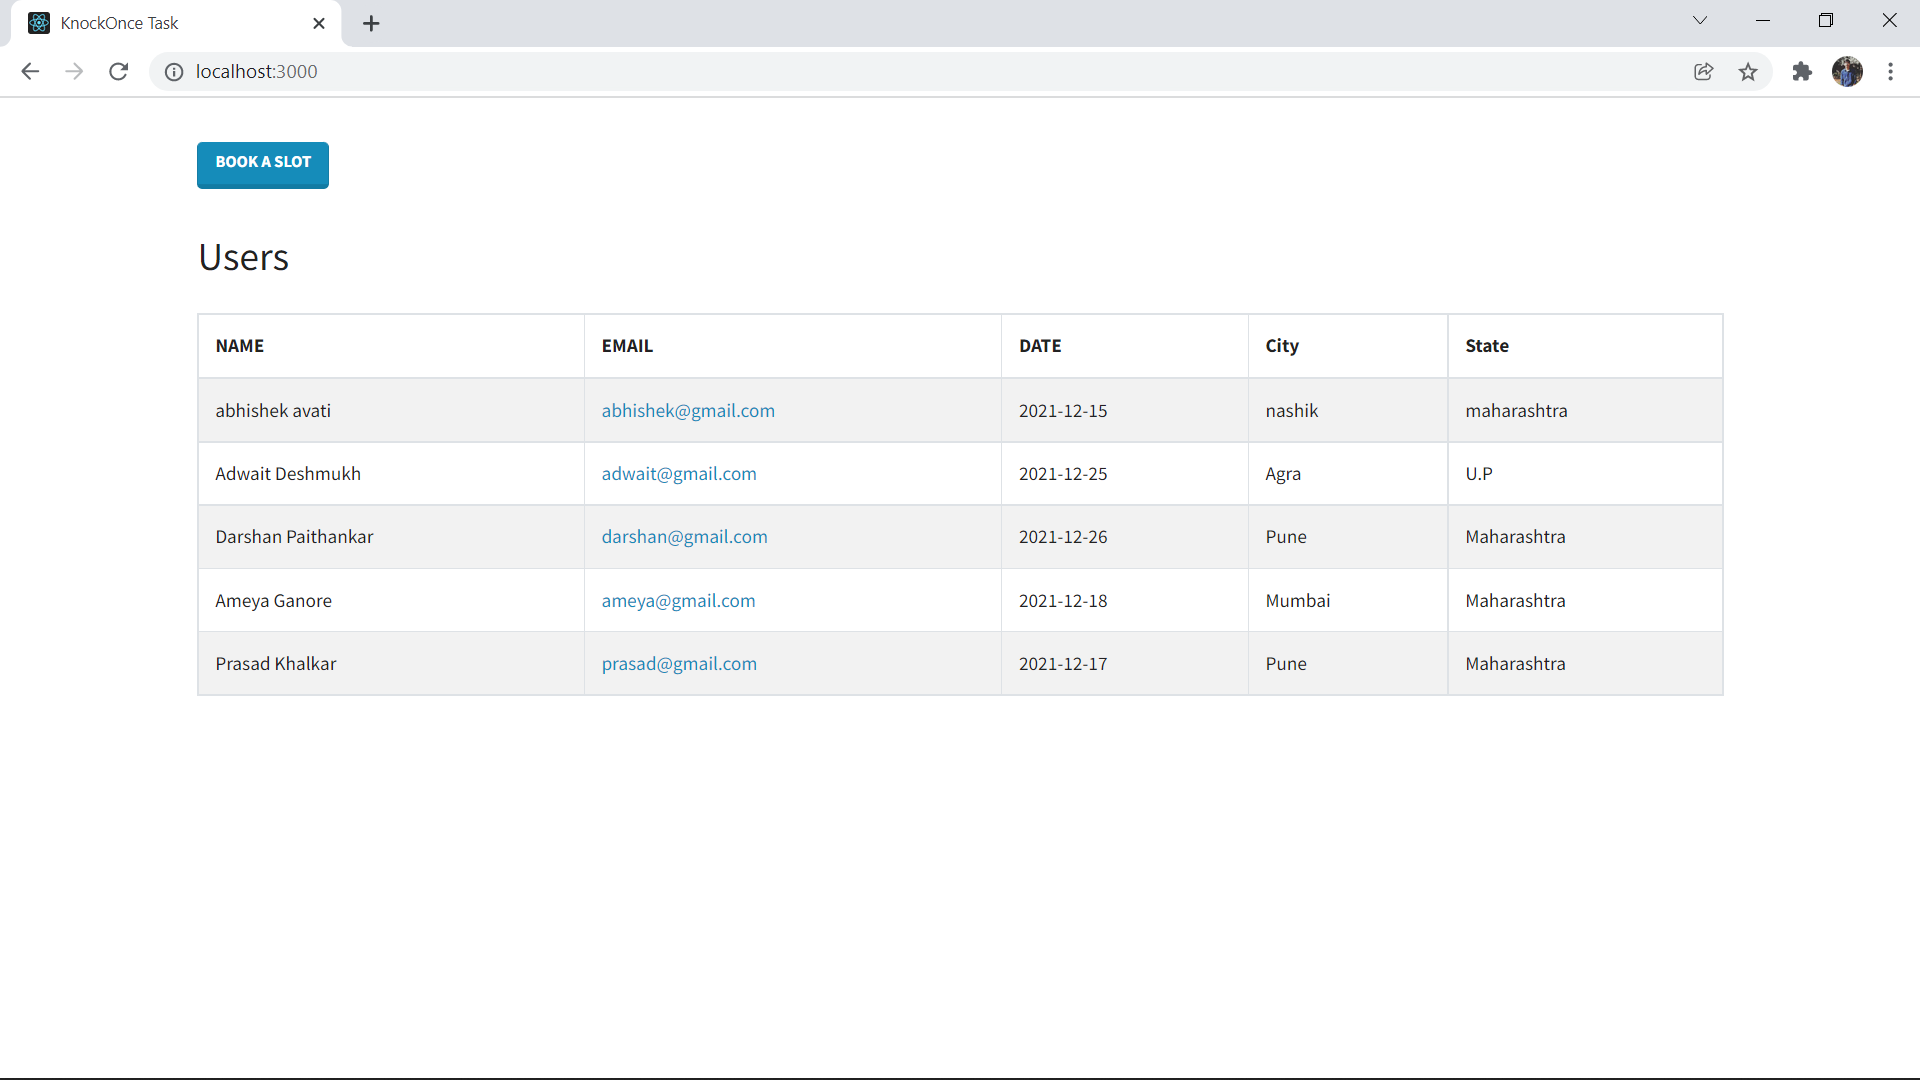 KnockOnce Task
localhost:3000
BOOK A SLOT
Users
NAME EMAIL DATE City State
abhishek avati abhishek@gmail.com 2021-12-15 nashik maharashtra
Adwait Deshmukh adwait@gmail.com 2021-12-25 Agra U.P
Darshan Paithankar darshan@gmail.com 2021-12-26 Pune Maharashtra
Ameya Ganore ameya@gmail.com 2021-12-18 Mumbai Maharashtra
Prasad Khalkar prasad@gmail.com 2021-12-17 Pune Maharashtra